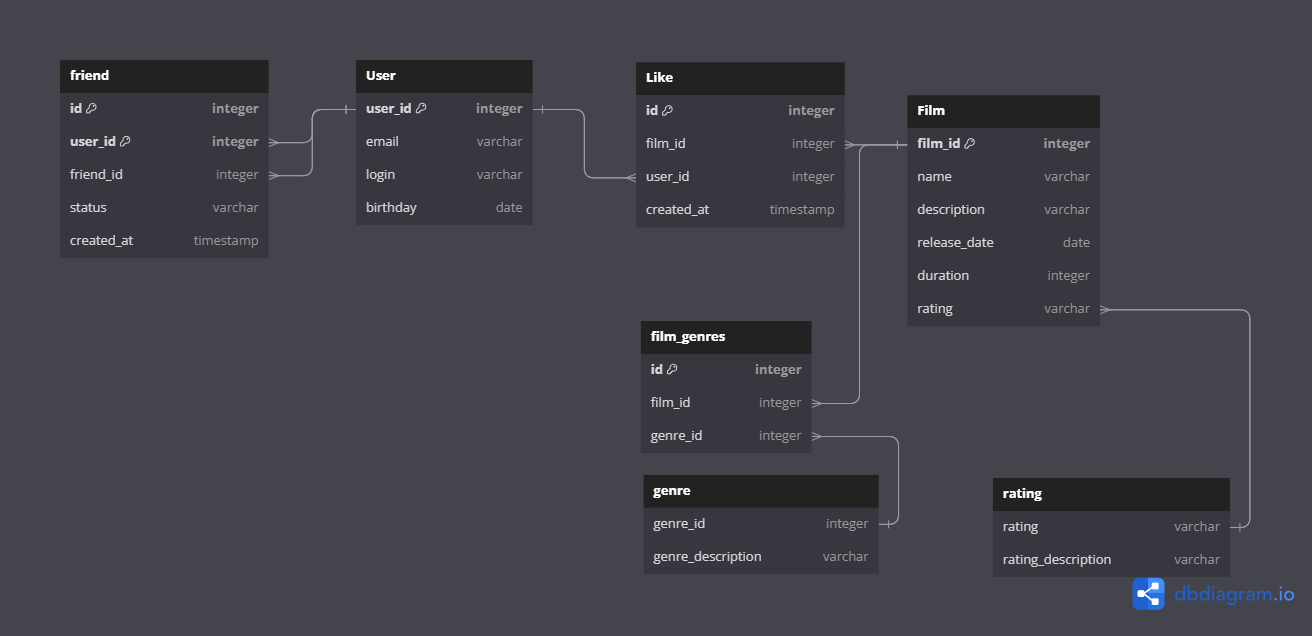 friend
id integer
user_id integer
friend_id integer
status varchar
created_at timestamp
User
user_id integer
email varchar
login varchar
birthday date
Like
id integer
film_id integer
user_id integer
created_at timestamp
Film
film_id integer
name varchar
description varchar
release_date date
duration integer
rating varchar
film_genres
id integer
film_id integer
genre_id integer
genre
genre_id integer
genre_description varchar
rating
rating varchar
rating_description varchar
dbdiagram.io